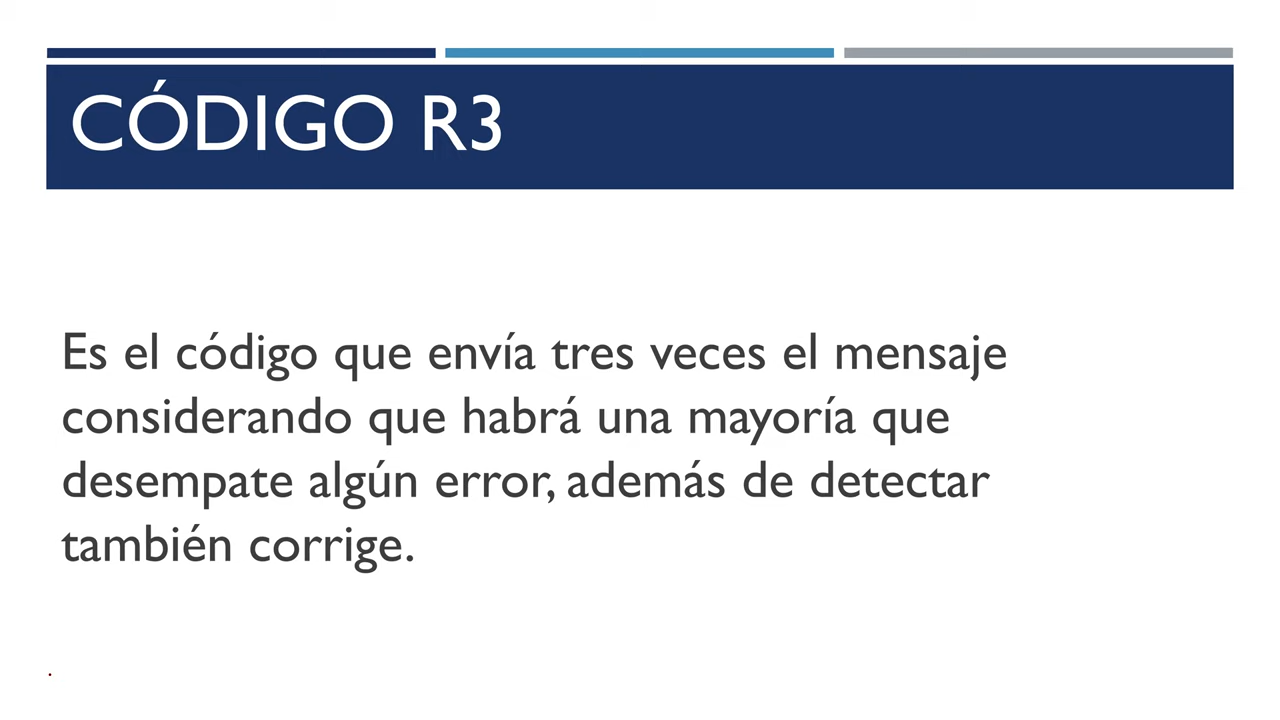 CÓDIGO R3
Es el código que envía tres veces el mensaje
considerando que habrá una mayoría que
desempate algún error, además de detectar
también corrige.
.